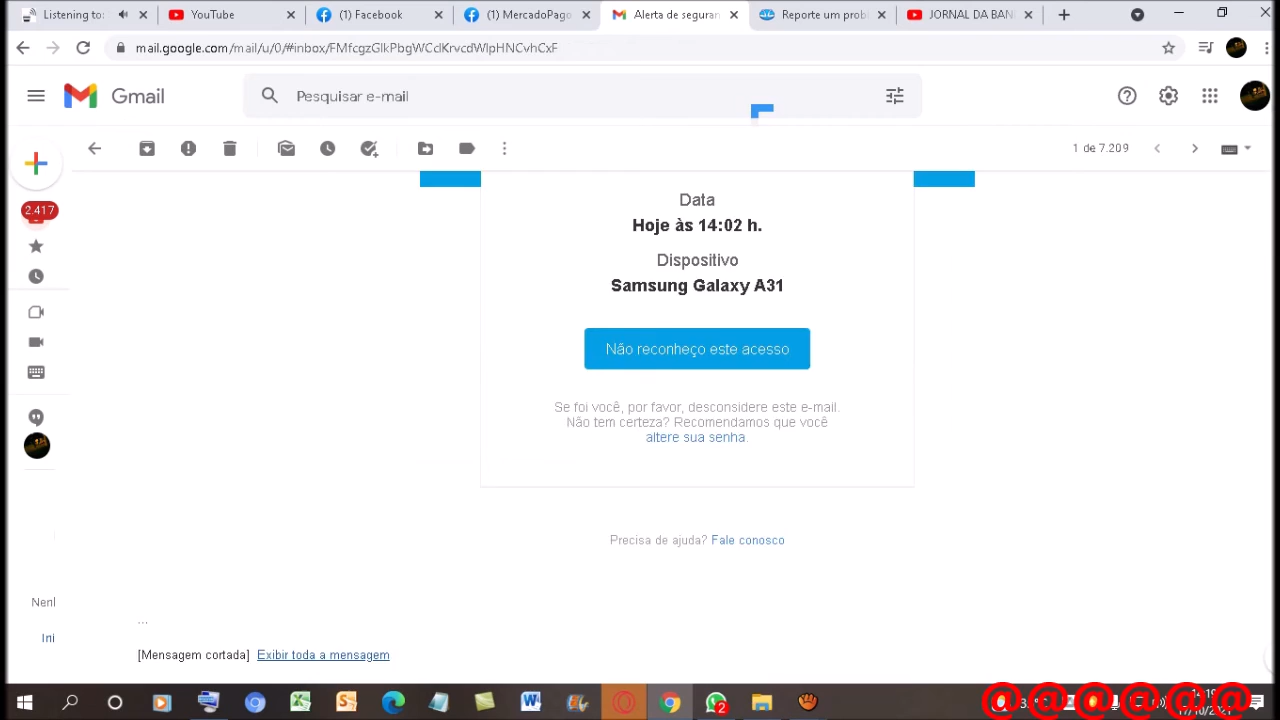 Listening to
YouTube
(1) Facebook
(1) MercadoPago
Alerta de seguran
Reporte um prob
JORNAL DA BAN
mail.google.com/mail/u/0/#inbox/FMfcgzGlkPbgWCclKrvcdWlpHNCvhCxF
Gmail
Pesquisar e-mail
1 de 7.209
2.417
Data
Hoje às 14:02 h.
Dispositivo
Samsung Galaxy A31
Não reconheço este acesso
Se foi você, por favor, desconsidere este e-mail.
Não tem certeza? Recomendamos que você
altere sua senha.
Precisa de ajuda? Fale conosco
Nenl
Ini
...
[Mensagem cortada] Exibir toda a mensagem
2
@@@@@@